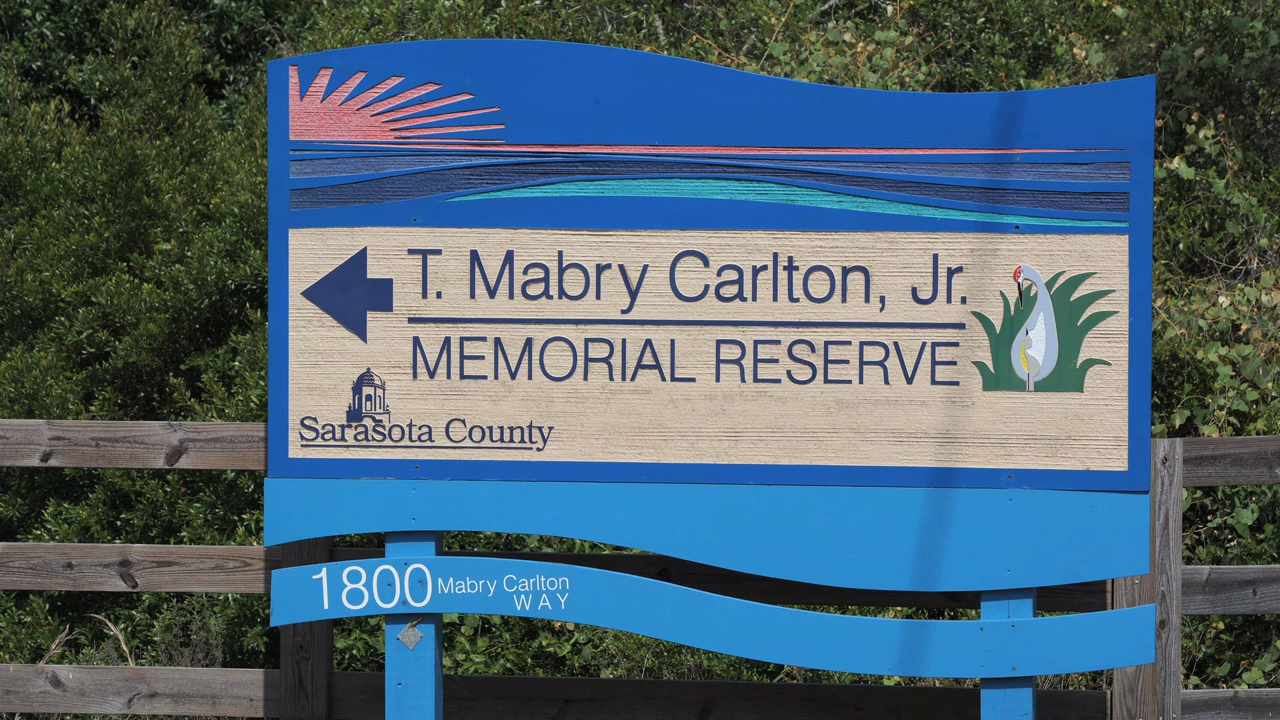 T. Mabry Carlton, Jr.
MEMORIAL RESERVE
Sarasota County
1800 Mabry Carlton
WAY